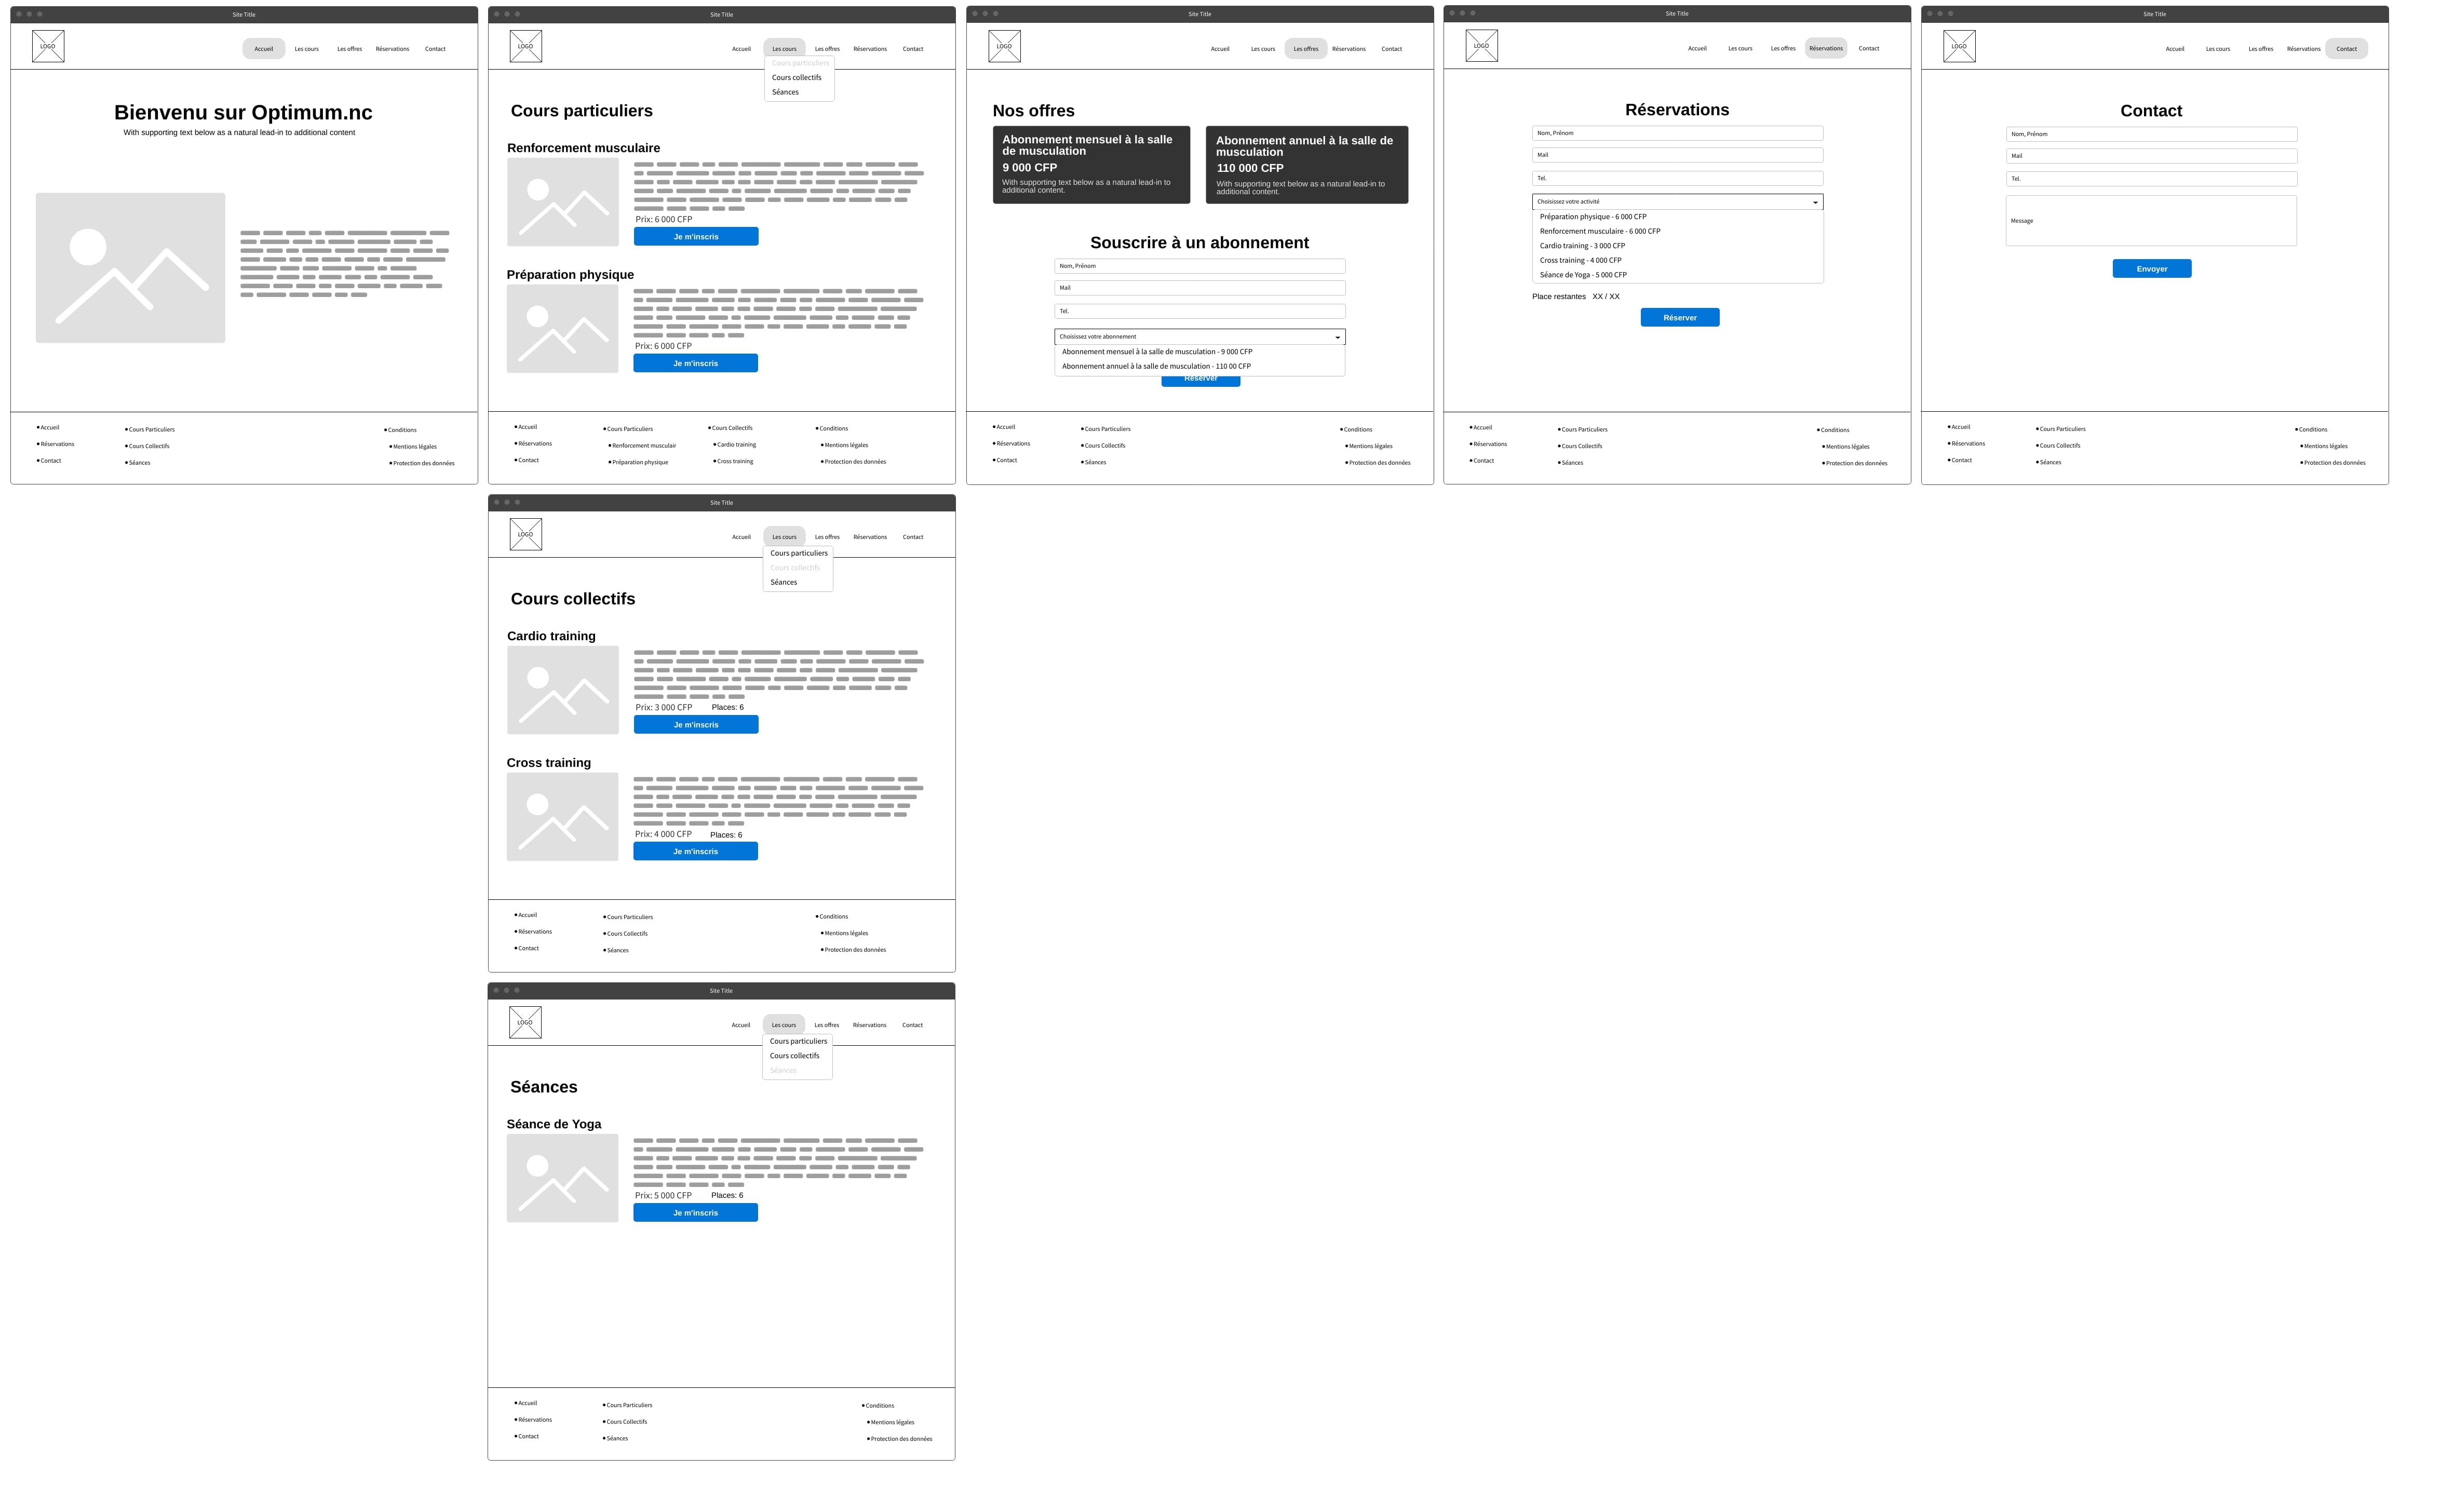 Site Title
LOGO
Accueil
Les cours
Les offres
Réservations
Contact
Bienvenu sur Optimum.nc
With supporting text below as a natural lead-in to additional content
Accueil
Réservations
Contact
Cours Particuliers
Cours Collectifs
Séances
Conditions
Mentions légales
Protection des données
Site Title
LOGO
Accueil
Les cours
Les offres
Réservations
Contact
Cours particuliers
Cours collectifs
Séances
Cours particuliers
Renforcement musculaire
Prix: 6 000 CFP
Je m'inscris
Préparation physique
Prix: 6 000 CFP
Je m'inscris
Accueil
Réservations
Contact
Cours Particuliers
Renforcement musculair
Préparation physique
Cours Collectifs
Cardio training
Cross training
Conditions
Mentions légales
Protection des données
Site Title
LOGO
Accueil
Les cours
Les offres
Réservations
Contact
Nos offres
Abonnement mensuel à la salle
de musculation
9 000 CFP
With supporting text below as a natural lead-in to
additional content.
Abonnement annuel à la salle de
musculation
110 000 CFP
With supporting text below as a natural lead-in to
additional content.
Souscrire à un abonnement
Nom, Prénom
Mail
Tel.
Choisissez votre abonnement
Abonnement mensuel à la salle de musculation - 9 000 CFP
Abonnement annuel à la salle de musculation - 110 00 CFP
Réserver
Accueil
Réservations
Contact
Cours Particuliers
Cours Collectifs
Séances
Conditions
Mentions légales
Protection des données
Site Title
LOGO
Accueil
Les cours
Les offres
Réservations
Contact
Réservations
Nom, Prénom
Mail
Tel.
Choisissez votre activité
Préparation physique - 6 000 CFP
Renforcement musculaire - 6 000 CFP
Cardio training - 3 000 CFP
Cross training - 4 000 CFP
Séance de Yoga - 5 000 CFP
Place restantes XX / XX
Réserver
Accueil
Réservations
Contact
Cours Particuliers
Cours Collectifs
Séances
Conditions
Mentions légales
Protection des données
Site Title
LOGO
Accueil
Les cours
Les offres
Réservations
Contact
Contact
Nom, Prénom
Mail
Tel.
Message
Envoyer
Accueil
Réservations
Contact
Cours Particuliers
Cours Collectifs
Séances
Conditions
Mentions légales
Protection des données
Site Title
LOGO
Accueil
Les cours
Les offres
Réservations
Contact
Cours particuliers
Cours collectifs
Séances
Cours collectifs
Cardio training
Prix: 3 000 CFP
Places: 6
Je m'inscris
Cross training
Prix: 4 000 CFP
Places: 6
Je m'inscris
Accueil
Réservations
Contact
Cours Particuliers
Cours Collectifs
Séances
Conditions
Mentions légales
Protection des données
Site Title
LOGO
Accueil
Les cours
Les offres
Réservations
Contact
Cours particuliers
Cours collectifs
Séances
Séances
Séance de Yoga
Prix: 5 000 CFP
Places: 6
Je m'inscris
Accueil
Réservations
Contact
Cours Particuliers
Cours Collectifs
Séances
Conditions
Mentions légales
Protection des données